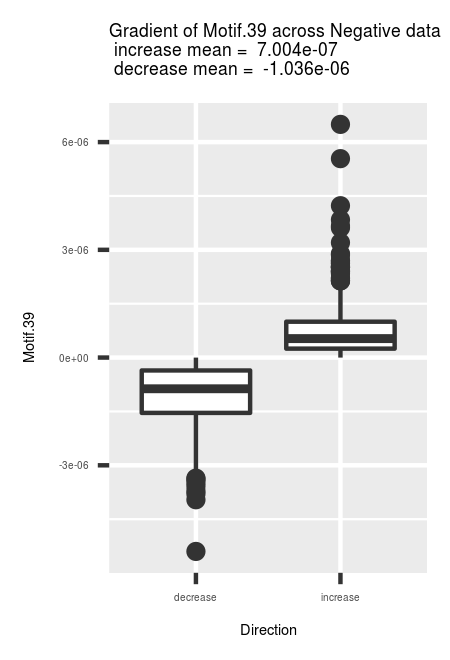 Gradient of Motif.39 across Negative data
increase mean =  7.004e-07
decrease mean =  -1.036e-06
6e-06
3e-06
0e+00
-3e-06
Motif.39
decrease
increase
Direction